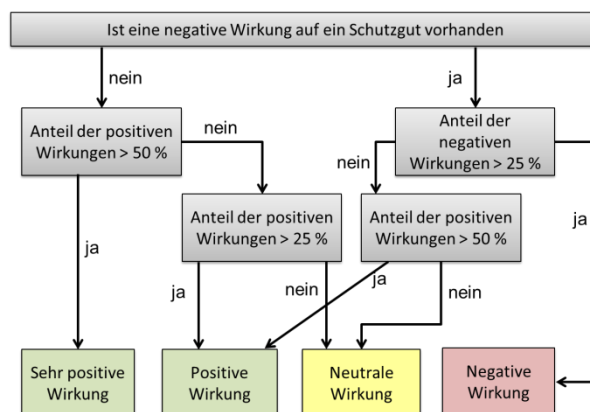 Ist eine negative Wirkung auf ein Schutzgut vorhanden
nein
ja
Anteil der positiven
Wirkungen > 50 %
nein
Anteil der
negativen
Wirkungen > 25 %
nein
ja
Anteil der positiven
Wirkungen > 25 %
Anteil der positiven
Wirkungen > 50 %
ja
ja
nein
ja
nein
Sehr positive
Wirkung
Positive
Wirkung
Neutrale
Wirkung
Negative
Wirkung